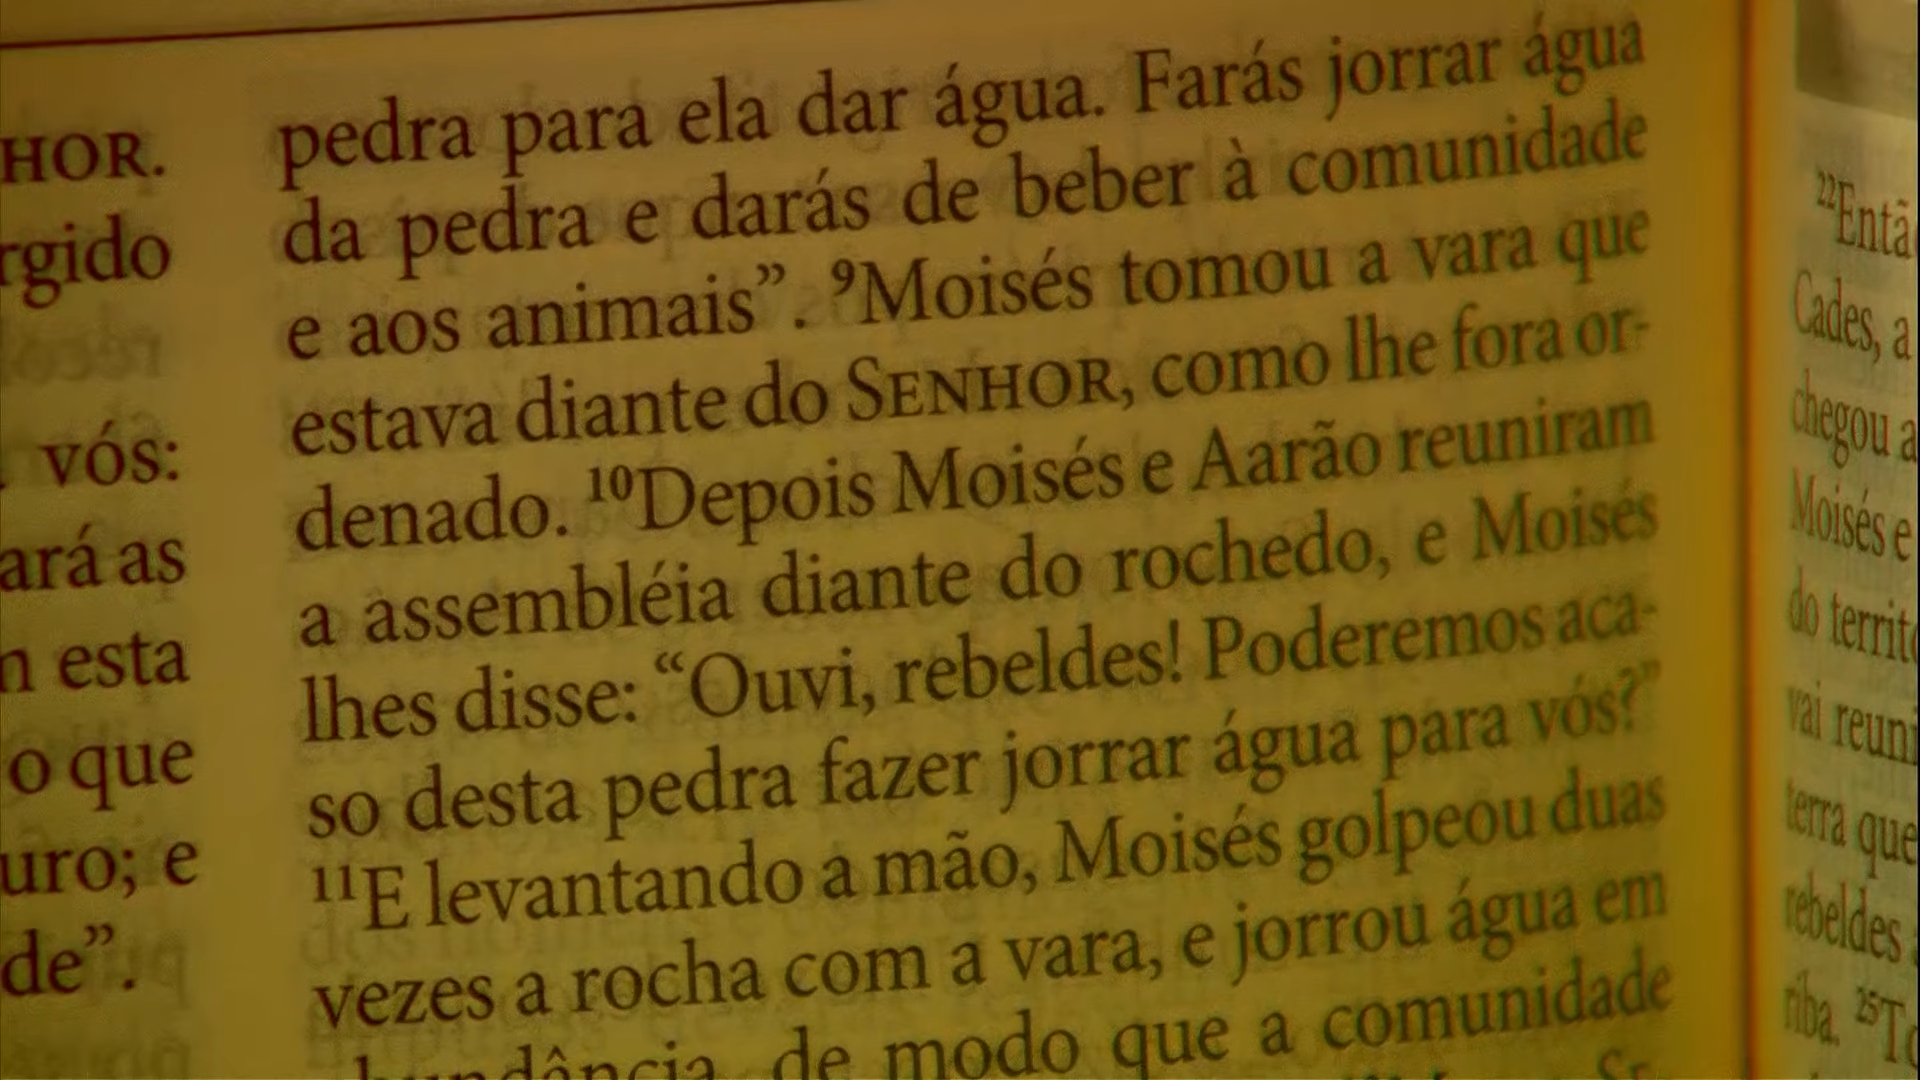 HOR.
rgido
vós:
ará as
esta
o que
uro; e
de”.
pedra para ela dar água. Farás jorrar água
da pedra e darás de beber à comunidade
e aos animais”. ⁹Moisés tomou a vara que
estava diante do SENHOR, como lhe fora or-
denado. ¹⁰Depois Moisés e Aarão reuniram
a assembléia diante do rochedo, e Moisés
lhes disse: “Ouvi, rebeldes! Poderemos aca-
so desta pedra fazer jorrar água para vós?”
¹¹E levantando a mão, Moisés golpeou duas
vezes a rocha com a vara, e jorrou água em
bundância, de modo que a comunidade
²²Entã
Cades, a
chegou a
Moisés e
do territó
vai reuni
terra que
rebeldes
riba. ²⁵To